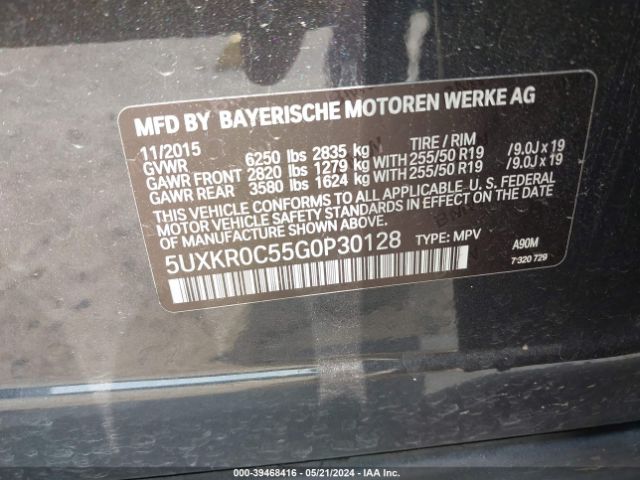 MFD BY BAYERISCHE MOTOREN WERKE AG
11/2015 TIRE / RIM
GVWR 6250 lbs 2835 kg
GAWR FRONT 2820 lbs 1279 kg WITH 255/50 R19 /9.0J x 19
GAWR REAR 3580 lbs 1624 kg WITH 255/50 R19 /9.0J x 19
THIS VEHICLE CONFORMS TO ALL APPLICABLE U. S. FEDERAL
MOTOR VEHICLE SAFETY STANDARDS IN EFFECT ON THE DATE
OF MANUFACTURE SHOWN ABOVE.
5UXKR0C55G0P30128 TYPE: MPV A90M
7 320 729
000-39468416 - 05/21/2024 - IAA Inc.